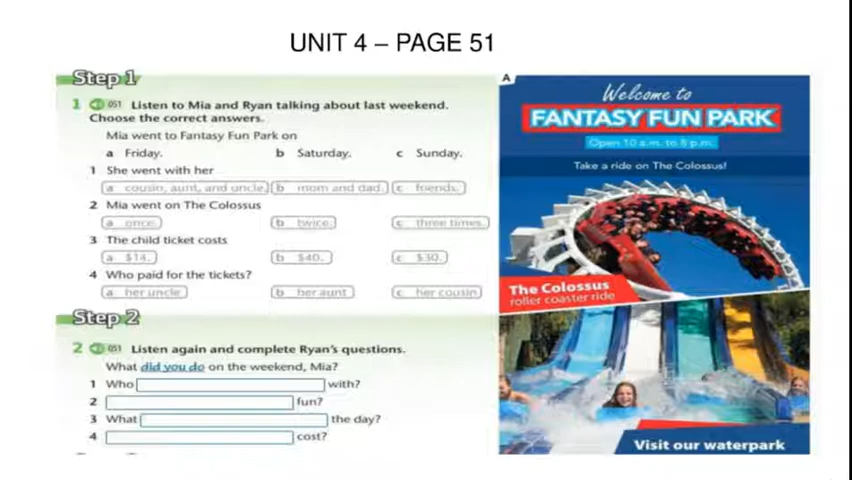 UNIT 4 – PAGE 51
Step 1
1 051 Listen to Mia and Ryan talking about last weekend.
Choose the correct answers.
Mia went to Fantasy Fun Park on
a Friday. b Saturday. c Sunday.
1 She went with her
a cousin, aunt, and uncle. b mom and dad. c friends.
2 Mia went on The Colossus
a once. b twice. c three times.
3 The child ticket costs
a $14. b $40. c $30.
4 Who paid for the tickets?
a her uncle b her aunt c her cousin
Step 2
2 051 Listen again and complete Ryan's questions.
What did you do on the weekend, Mia?
1 Who with?
2 fun?
3 What the day?
4 cost?
A
Welcome to
FANTASY FUN PARK
Open 10 a.m. to 8 p.m.
Take a ride on The Colossus!
The Colossus
roller coaster ride
Visit our waterpark